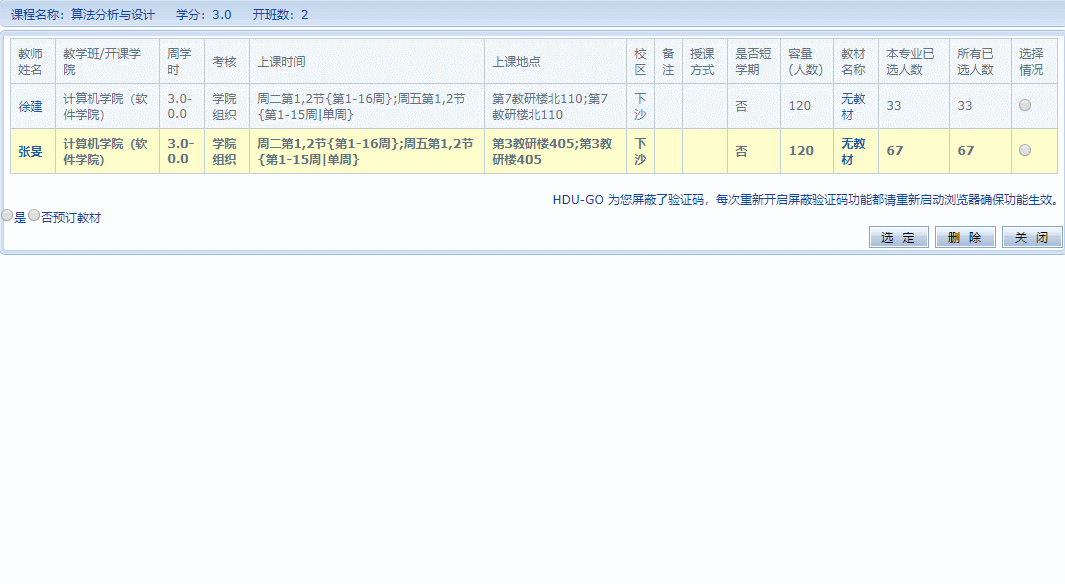 课程名称：算法分析与设计 学分：3.0 开班数：2
教师姓名 教学班/开课学院 周学时 考核 上课时间 上课地点 校区 备注 授课方式 是否短学期 容量(人数) 教材名称 本专业已选人数 所有已选人数 选择情况
徐建 计算机学院（软件学院） 3.0-0.0 学院组织 周二第1,2节{第1-16周};周五第1,2节{第1-15周|单周} 第7教研楼北110;第7教研楼北110 下沙 否 120 无教材 33 33
张旻 计算机学院（软件学院） 3.0-0.0 学院组织 周二第1,2节{第1-16周};周五第1,2节{第1-15周|单周} 第3教研楼405;第3教研楼405 下沙 否 120 无教材 67 67
HDU-GO 为您屏蔽了验证码，每次重新开启屏蔽验证码功能都请重新启动浏览器确保功能生效。
是 否预订教材
选 定 删 除 关 闭